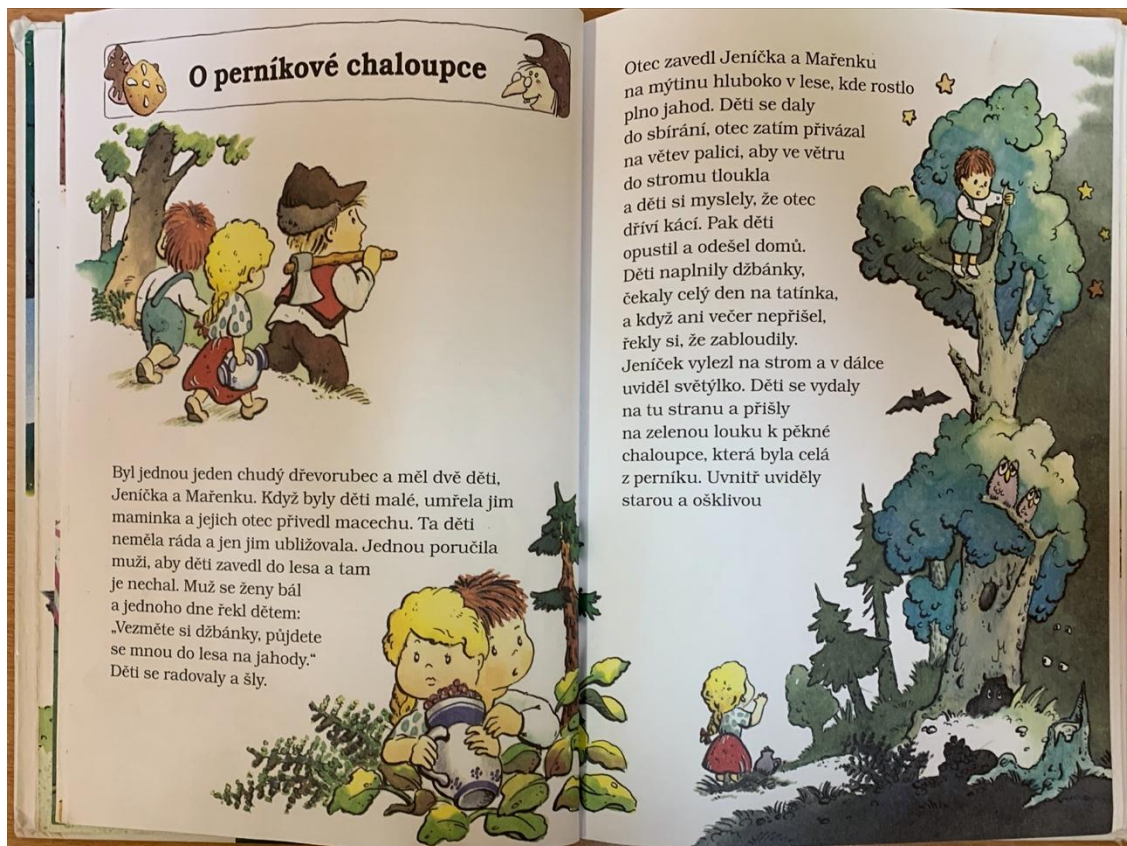 O perníkové chaloupce
Byl jednou jeden chudý dřevorubec a měl dvě děti,
Jeníčka a Mařenku. Když byly děti malé, umřela jim
maminka a jejich otec přivedl macechu. Ta děti
neměla ráda a jen jim ubližovala. Jednou poručila
muži, aby děti zavedl do lesa a tam
je nechal. Muž se ženy bál
a jednoho dne řekl dětem:
„Vezměte si džbánky, půjdete
se mnou do lesa na jahody.“
Děti se radovaly a šly.
Otec zavedl Jeníčka a Mařenku
na mýtinu hluboko v lese, kde rostlo
plno jahod. Děti se daly
do sbírání, otec zatím přivázal
na větev palici, aby ve větru
do stromu tloukla
a děti si myslely, že otec
dříví kácí. Pak děti
opustil a odešel domů.
Děti naplnily džbánky,
čekaly celý den na tatínka,
a když ani večer nepřišel,
řekly si, že zabloudily.
Jeníček vylezl na strom a v dálce
uviděl světýlko. Děti se vydaly
na tu stranu a přišly
na zelenou louku k pěkné
chaloupce, která byla celá
z perníku. Uvnitř uviděly
starou a ošklivou